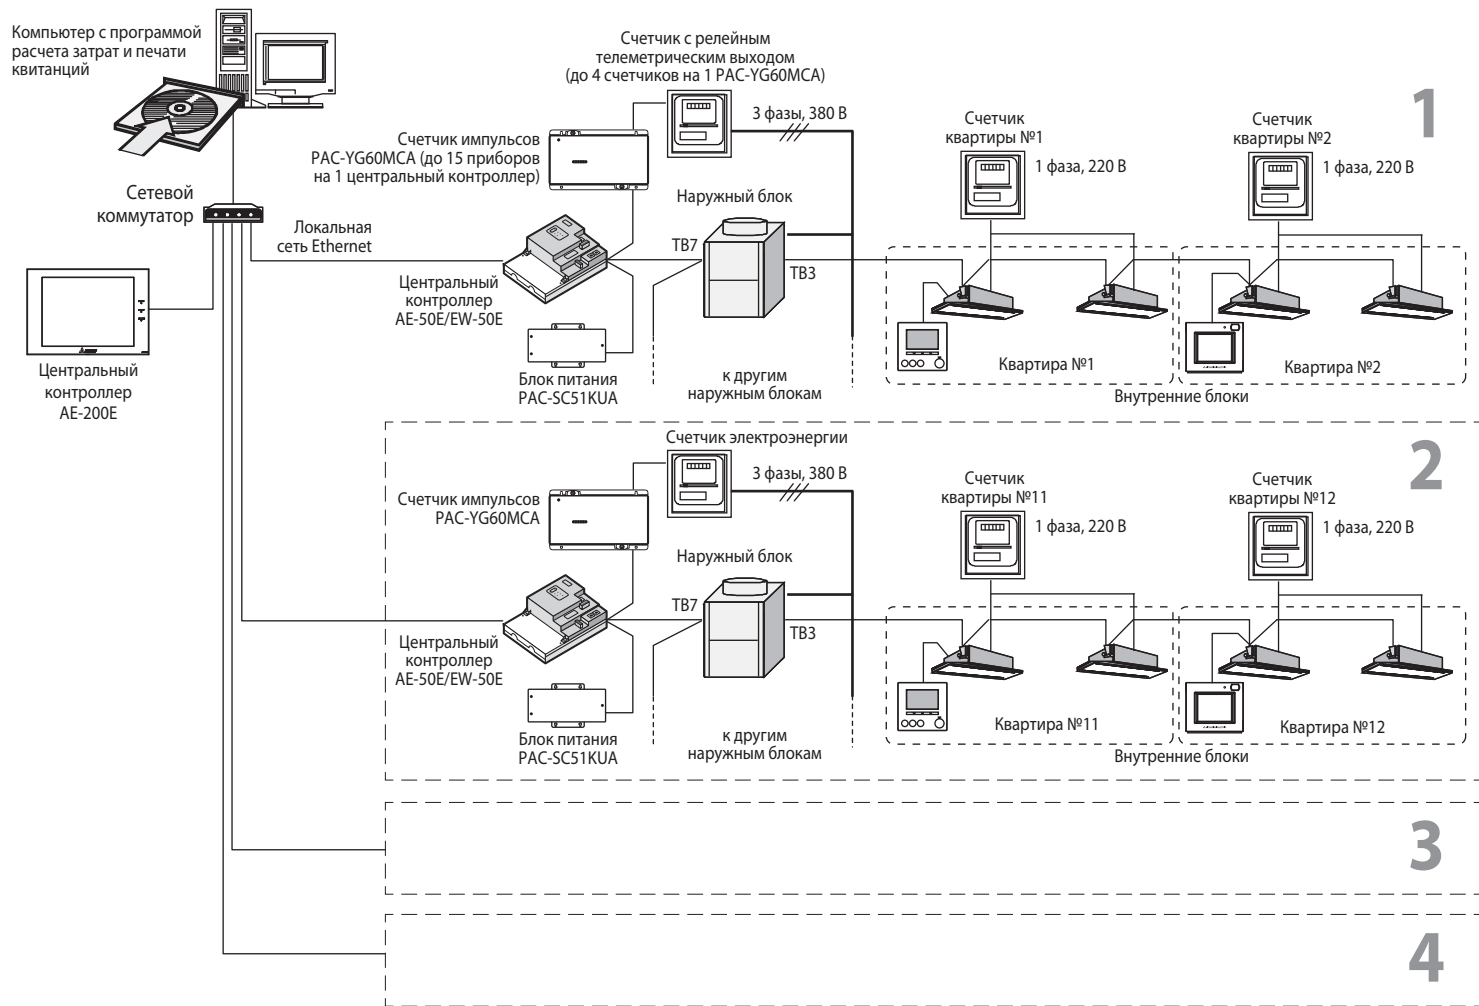 Компьютер с программой
расчета затрат и печати
квитанций
Сетевой
коммутатор
Локальная
сеть Ethernet
Центральный
контроллер
AE-200E
Счетчик с релейным
телеметрическим выходом
(до 4 счетчиков на 1 PAC-YG60MCA)
3 фазы, 380 В
Счетчик импульсов
PAC-YG60MCA (до 15 приборов
на 1 центральный контроллер)
Наружный блок
TB7
TB3
Центральный
контроллер
AE-50E/EW-50E
Блок питания
PAC-SC51KUA
к другим
наружным блокам
Счетчик
квартиры №1
1 фаза, 220 В
Счетчик
квартиры №2
1 фаза, 220 В
1
Квартира №1
Квартира №2
Внутренние блоки
Счетчик электроэнергии
3 фазы, 380 В
Счетчик импульсов
PAC-YG60MCA
Наружный блок
TB7
TB3
Центральный
контроллер
AE-50E/EW-50E
Блок питания
PAC-SC51KUA
к другим
наружным блокам
Счетчик
квартиры №11
1 фаза, 220 В
Счетчик
квартиры №12
1 фаза, 220 В
2
Квартира №11
Квартира №12
Внутренние блоки
3
4